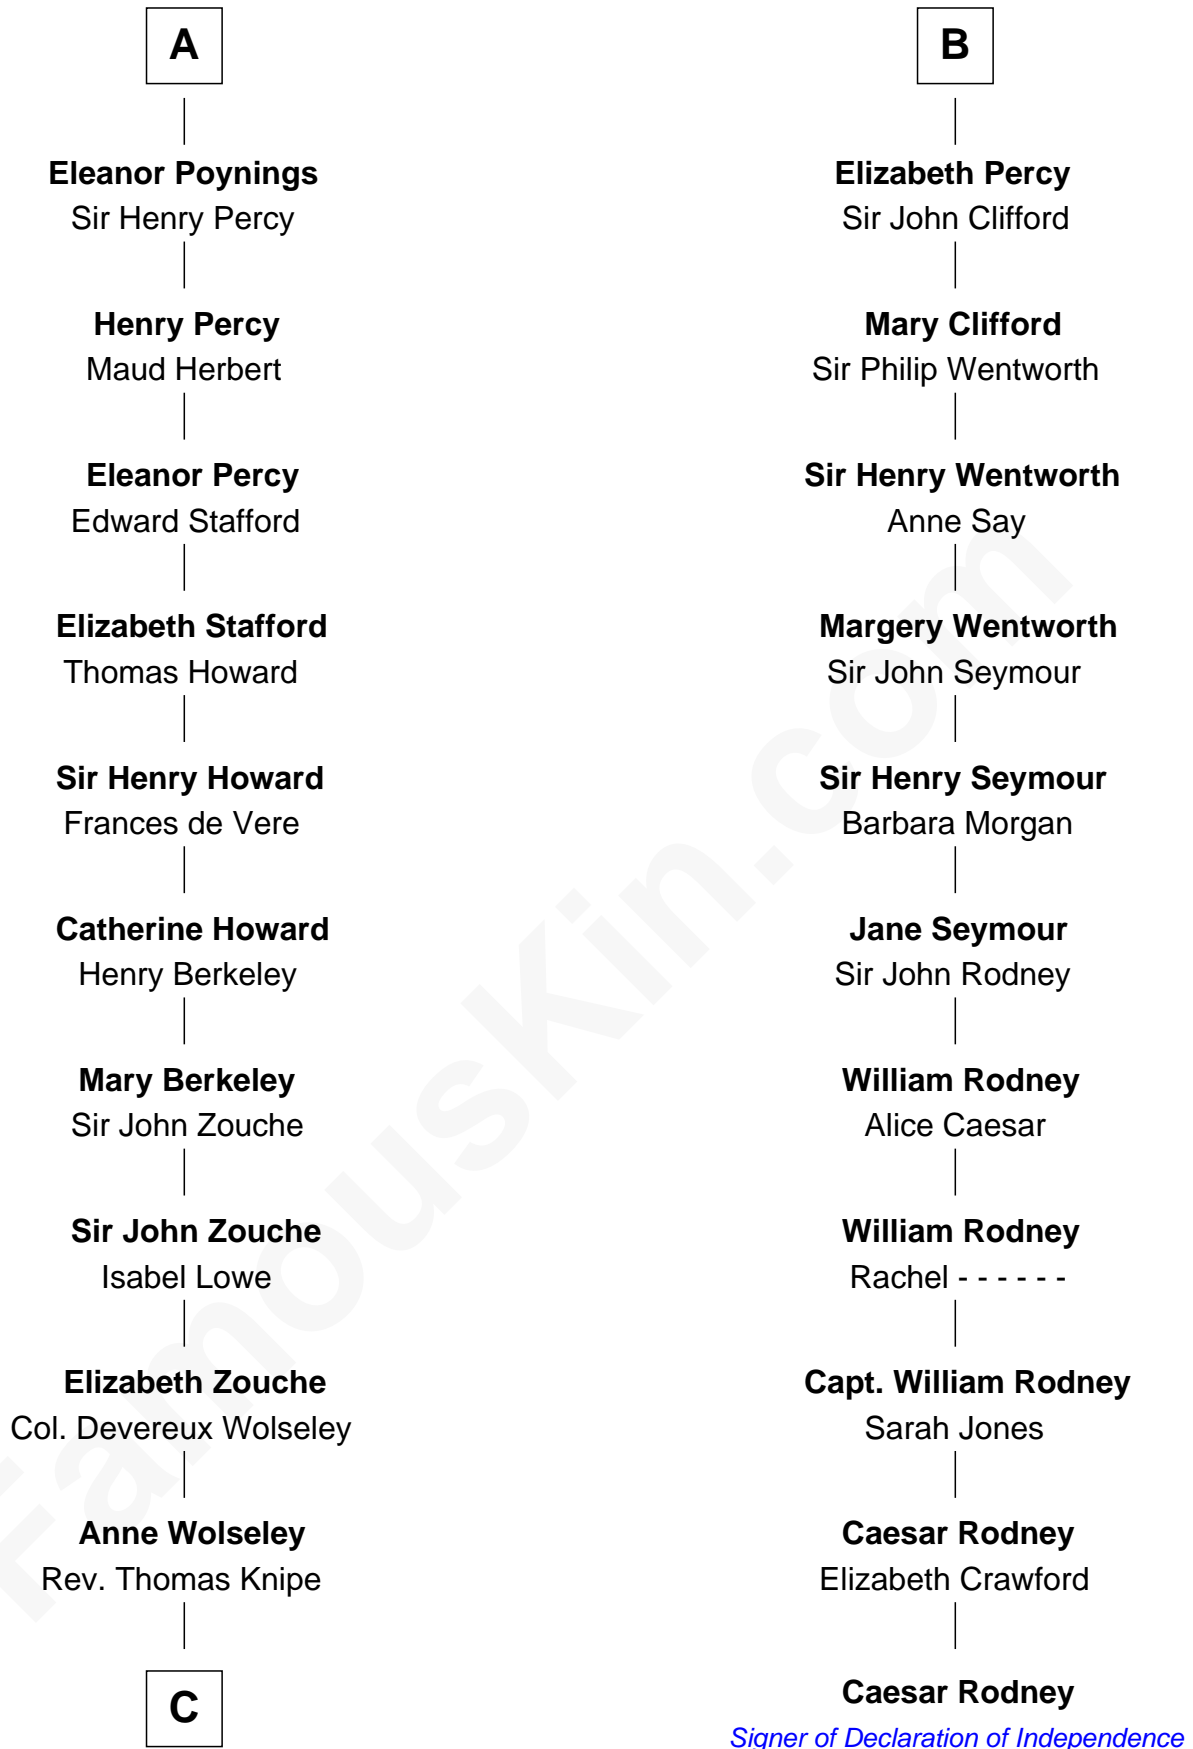 A
Eleanor Poynings
Sir Henry Percy
Henry Percy
Maud Herbert
Eleanor Percy
Edward Stafford
Elizabeth Stafford
Thomas Howard
Sir Henry Howard
Frances de Vere
Catherine Howard
Henry Berkeley
Mary Berkeley
Sir John Zouche
Sir John Zouche
Isabel Lowe
Elizabeth Zouche
Col. Devereux Wolseley
Anne Wolseley
Rev. Thomas Knipe
C
B
Elizabeth Percy
Sir John Clifford
Mary Clifford
Sir Philip Wentworth
Sir Henry Wentworth
Anne Say
Margery Wentworth
Sir John Seymour
Sir Henry Seymour
Barbara Morgan
Jane Seymour
Sir John Rodney
William Rodney
Alice Caesar
William Rodney
Rachel - - - - - -
Capt. William Rodney
Sarah Jones
Caesar Rodney
Elizabeth Crawford
Caesar Rodney
Signer of Declaration of Independence
FamousKin.com